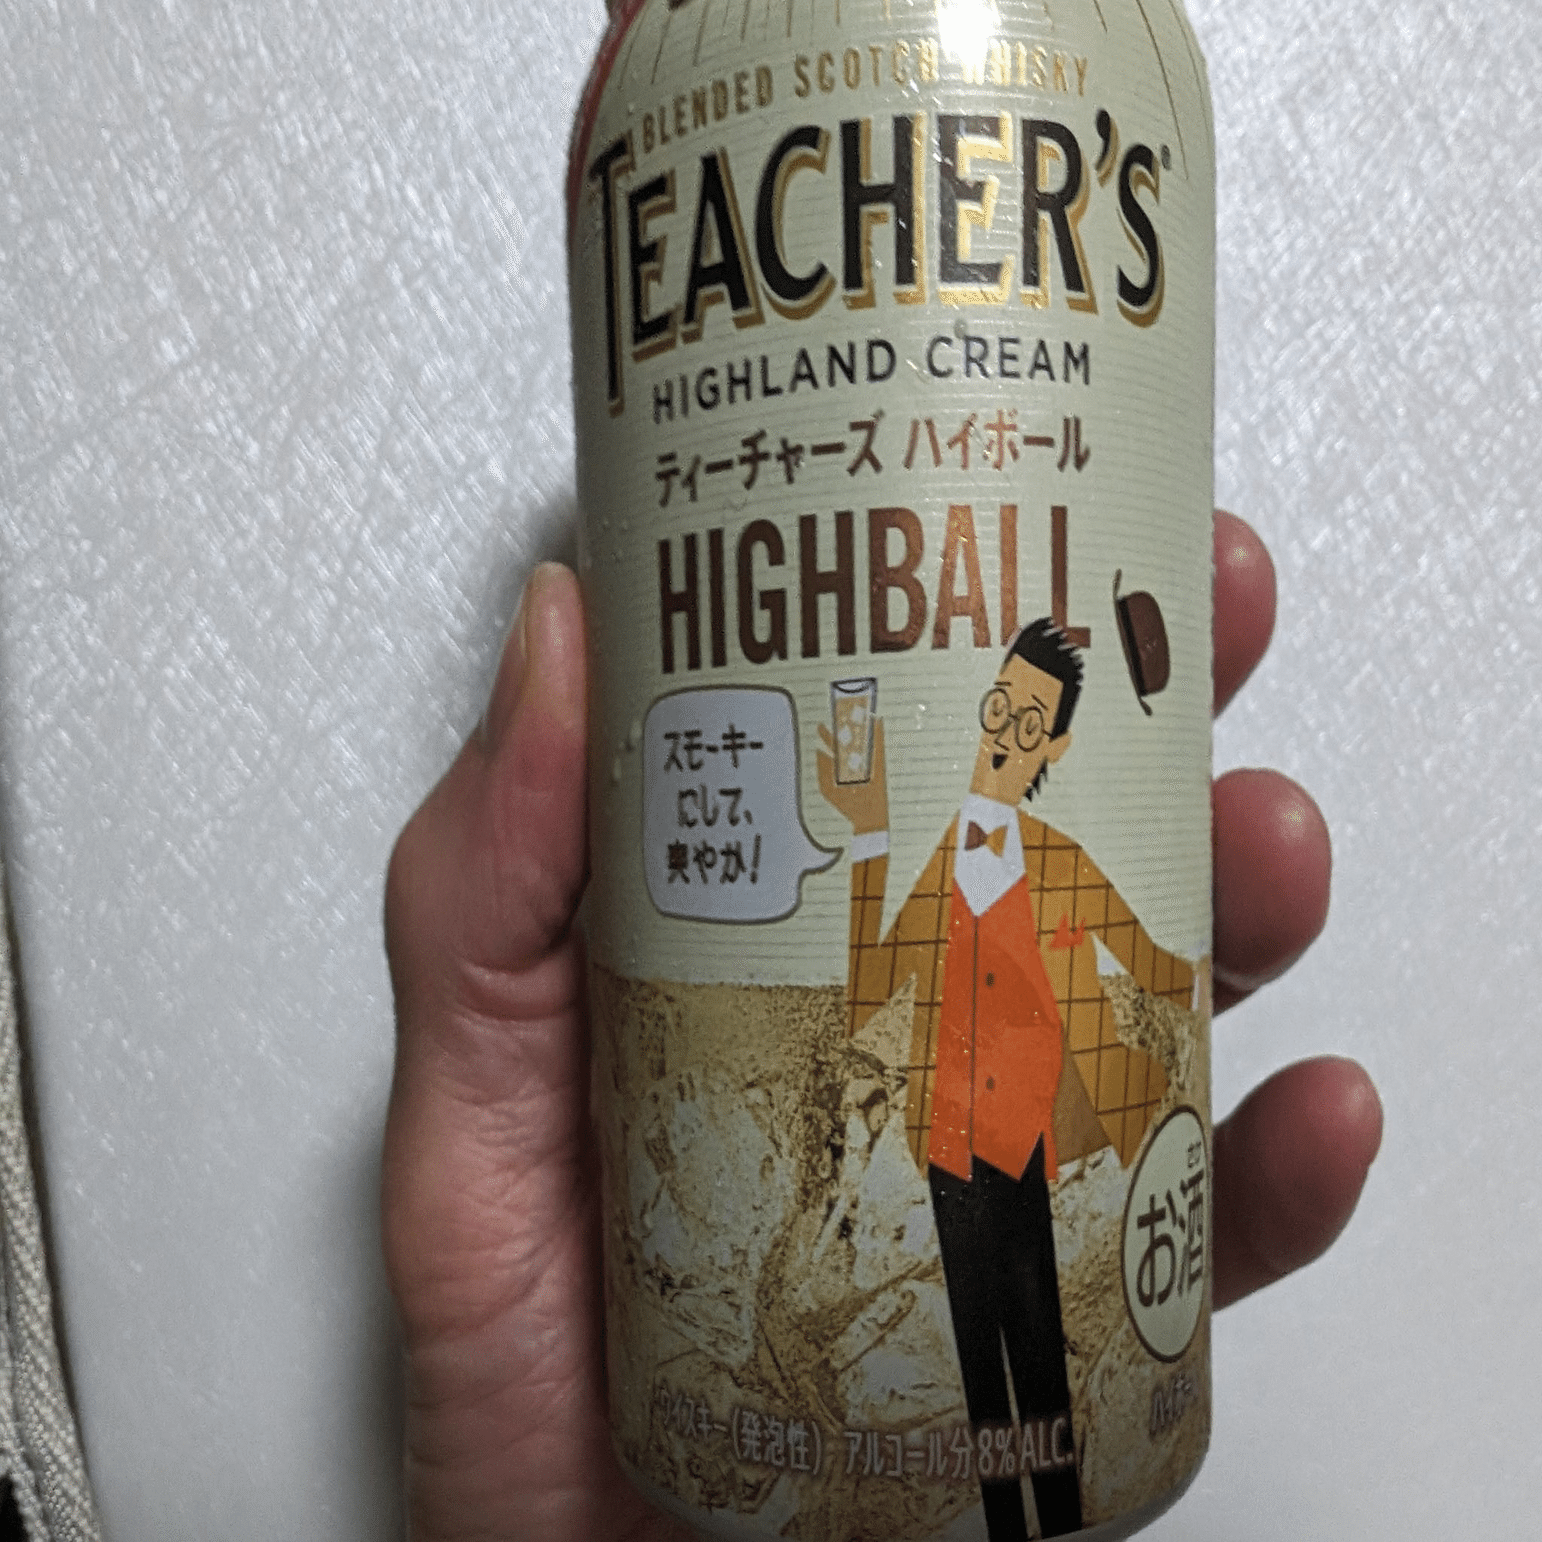 BLENDED SCOTCH WHISKY
TEACHER'S®
HIGHLAND CREAM
ティーチャーズ ハイボール
HIGHBALL
スモーキー
にして、
爽やか!
お酒
ウイスキー(発泡性) アルコール分8%ALC.